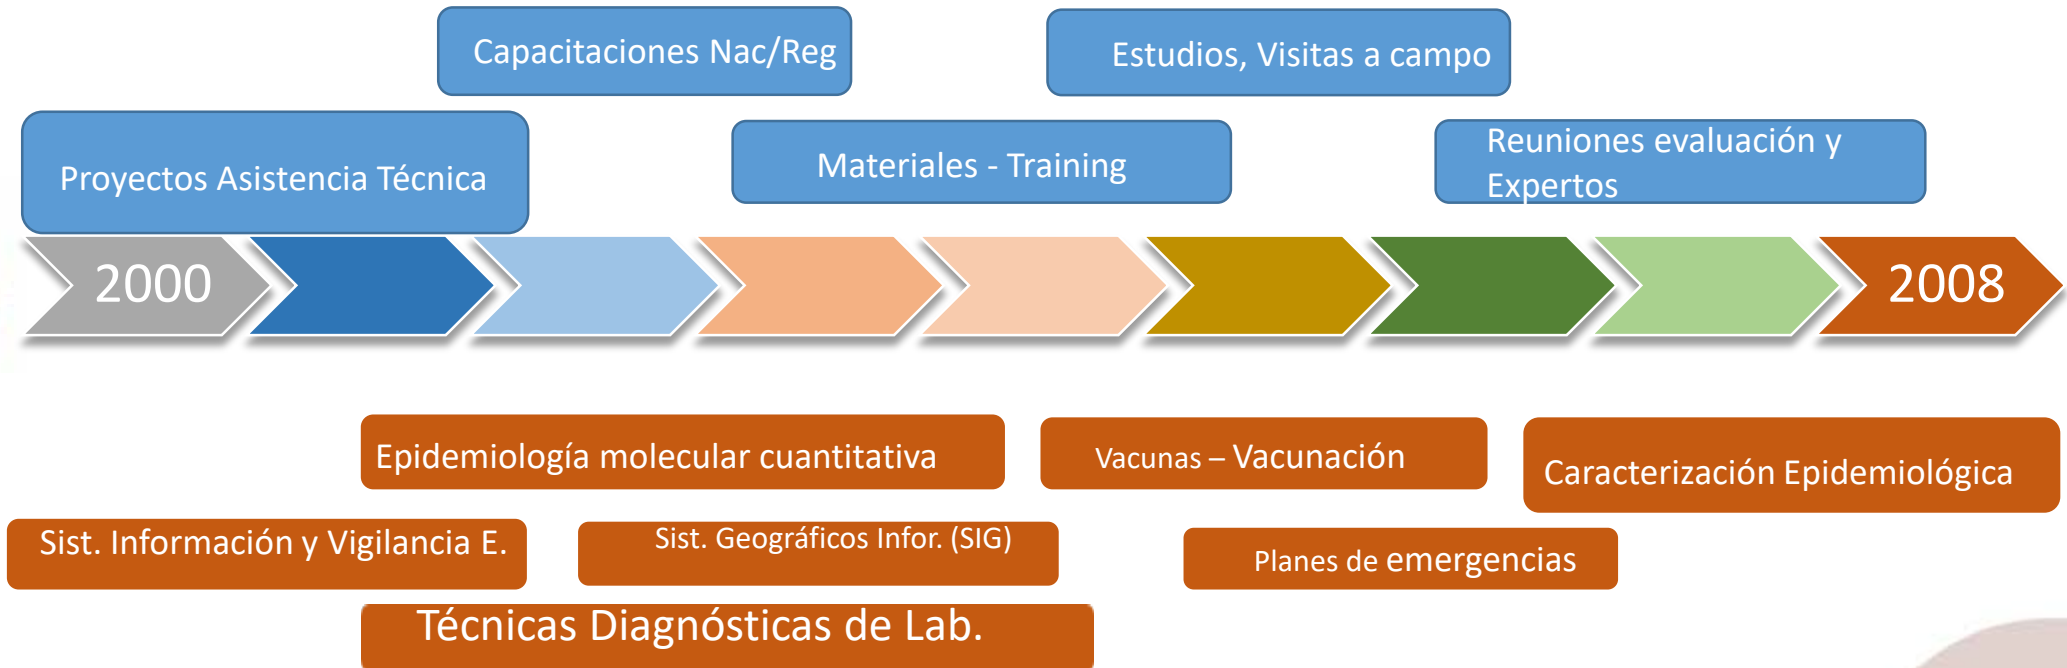 Capacitaciones Nac/Reg
Estudios, Visitas a campo
Proyectos Asistencia Técnica
Materiales - Training
Reuniones evaluación y
Expertos
2000
2008
Epidemiología molecular cuantitativa
Vacunas – Vacunación
Caracterización Epidemiológica
Sist. Información y Vigilancia E.
Sist. Geográficos Infor. (SIG)
Planes de emergencias
Técnicas Diagnósticas de Lab.